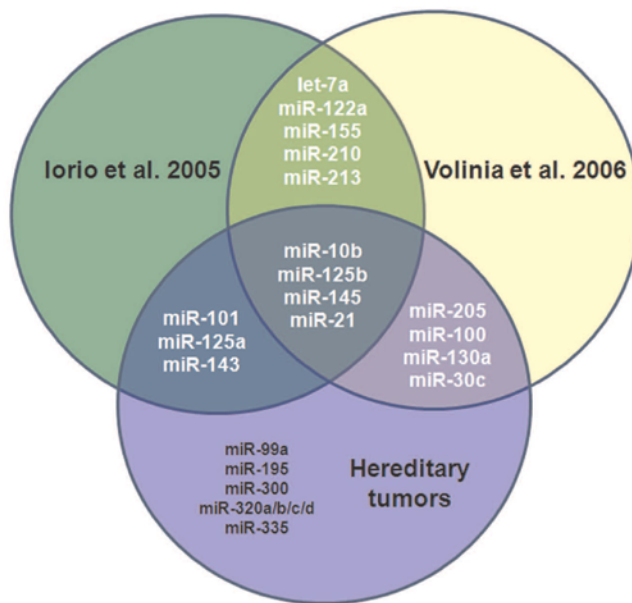 let-7a
miR-122a
miR-155
miR-210
miR-213
Iorio et al. 2005
Volinia et al. 2006
miR-10b
miR-125b
miR-145
miR-21
miR-101
miR-125a
miR-143
miR-205
miR-100
miR-130a
miR-30c
miR-99a
miR-195
miR-300
miR-320a/b/c/d
miR-335
Hereditary
tumors